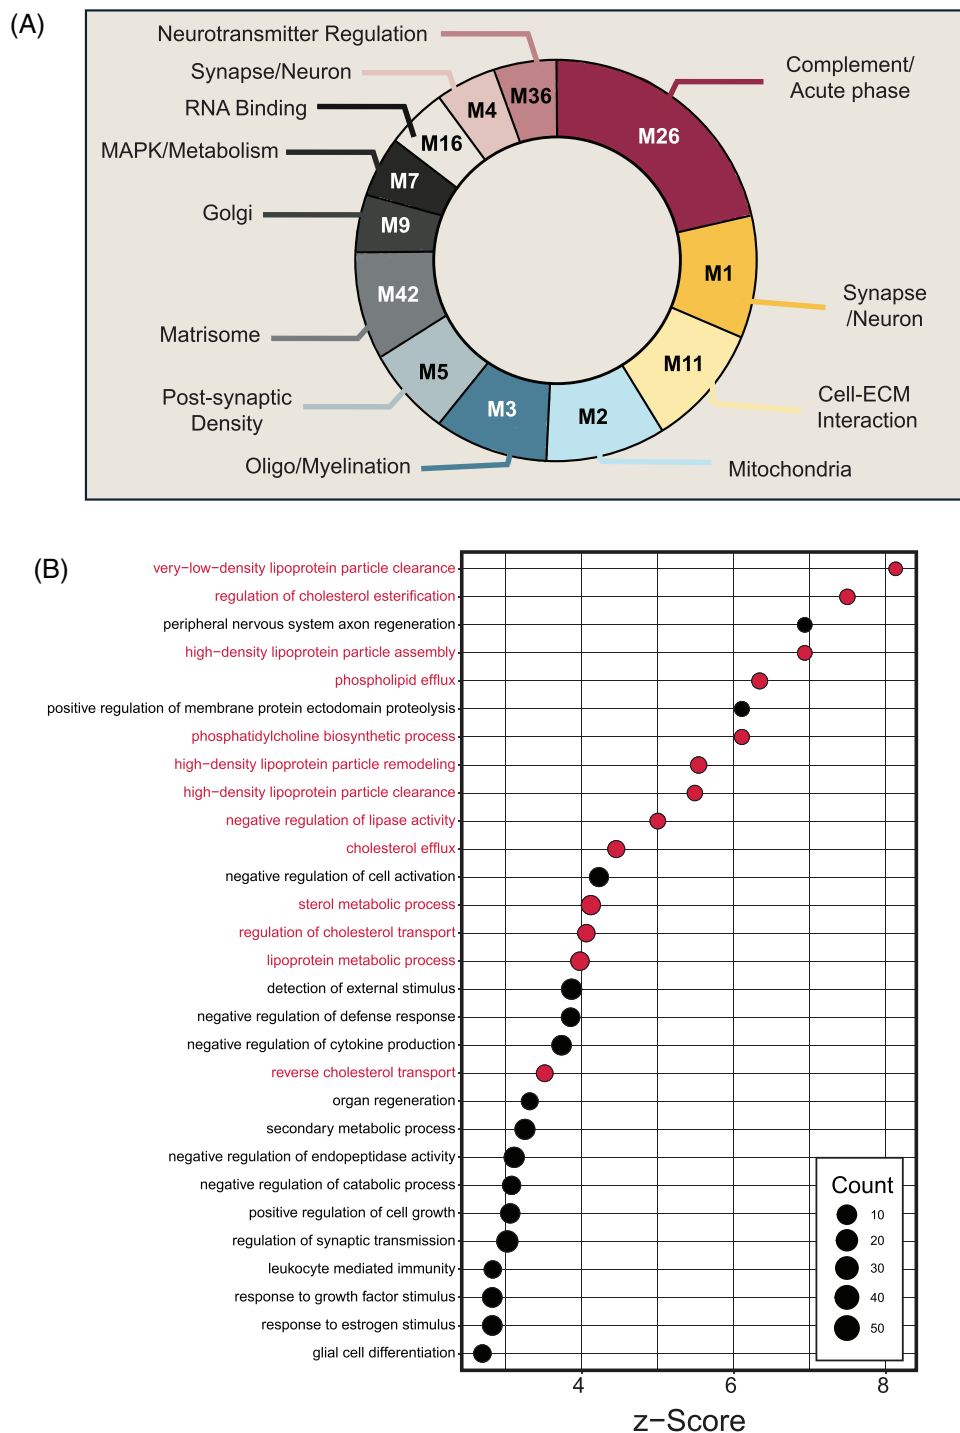 (A)
Neurotransmitter Regulation
Synapse/Neuron
RNA Binding
MAPK/Metabolism
Golgi
Matrisome
Post-synaptic
Density
Oligo/Myelination
Complement/
Acute phase
Synapse
/Neuron
Cell-ECM
Interaction
Mitochondria
M36
M4
M16
M7
M9
M42
M5
M3
M2
M11
M1
M26
(B)
very−low−density lipoprotein particle clearance
regulation of cholesterol esterification
peripheral nervous system axon regeneration
high−density lipoprotein particle assembly
phospholipid efflux
positive regulation of membrane protein ectodomain proteolysis
phosphatidylcholine biosynthetic process
high−density lipoprotein particle remodeling
high−density lipoprotein particle clearance
negative regulation of lipase activity
cholesterol efflux
negative regulation of cell activation
sterol metabolic process
regulation of cholesterol transport
lipoprotein metabolic process
detection of external stimulus
negative regulation of defense response
negative regulation of cytokine production
reverse cholesterol transport
organ regeneration
secondary metabolic process
negative regulation of endopeptidase activity
negative regulation of catabolic process
positive regulation of cell growth
regulation of synaptic transmission
leukocyte mediated immunity
response to growth factor stimulus
response to estrogen stimulus
glial cell differentiation
Count
10
20
30
40
50
4 6 8
z−Score